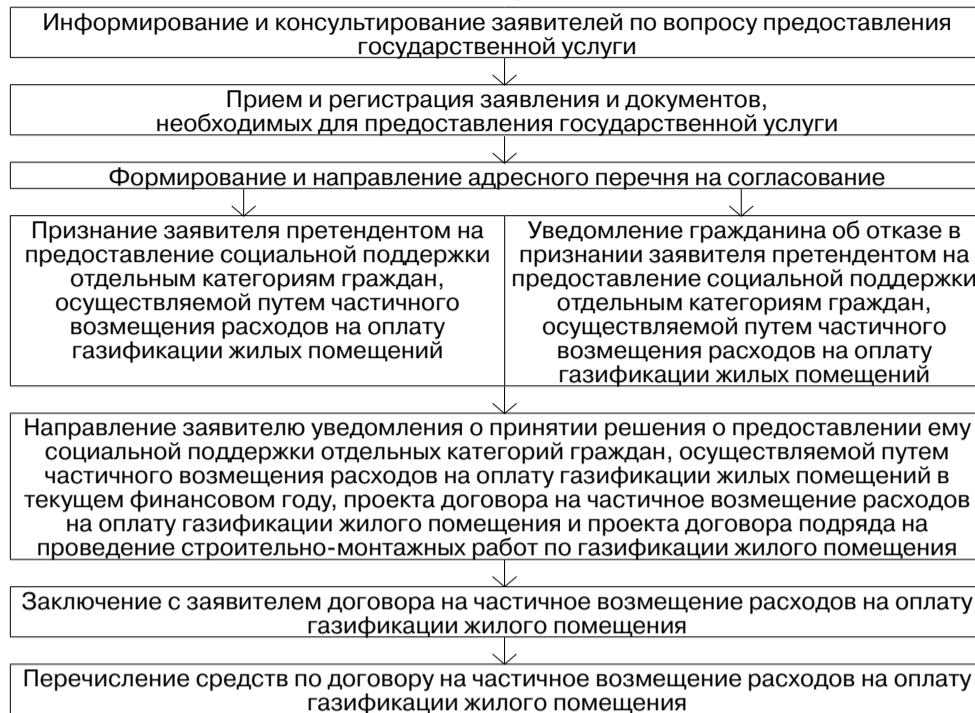 Информирование и консультирование заявителей по вопросу предоставления
государственной услуги
Прием и регистрация заявления и документов,
необходимых для предоставления государственной услуги
Формирование и направление адресного перечня на согласование
Признание заявителя претендентом на
предоставление социальной поддержки
отдельным категориям граждан,
осуществляемой путем частичного
возмещения расходов на оплату
газификации жилых помещений
Уведомление гражданина об отказе в
признании заявителя претендентом на
предоставление социальной поддержки
отдельным категориям граждан,
осуществляемой путем частичного
возмещения расходов на оплату
газификации жилых помещений
Направление заявителю уведомления о принятии решения о предоставлении ему
социальной поддержки отдельных категорий граждан, осуществляемой путем
частичного возмещения расходов на оплату газификации жилых помещений в
текущем финансовом году, проекта договора на частичное возмещение расходов
на оплату газификации жилого помещения и проекта договора подряда на
проведение строительно-монтажных работ по газификации жилого помещения
Заключение с заявителем договора на частичное возмещение расходов на оплату
газификации жилого помещения
Перечисление средств по договору на частичное возмещение расходов на оплату
газификации жилого помещения